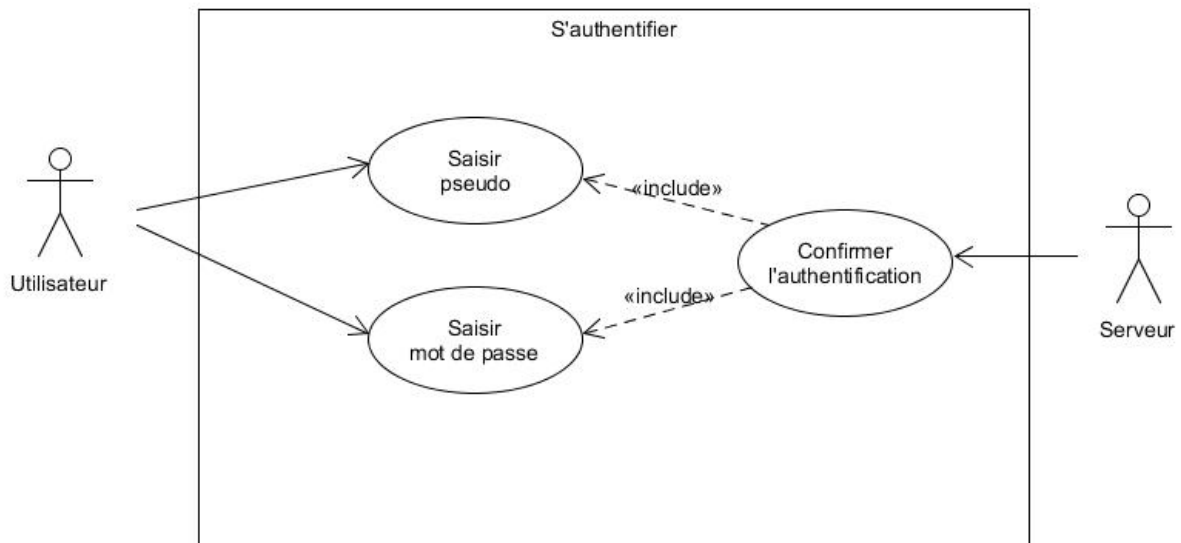 S'authentifier
Saisir
pseudo
«include»
Utilisateur
Confirmer
l'authentification
«include»
Saisir
mot de passe
Serveur